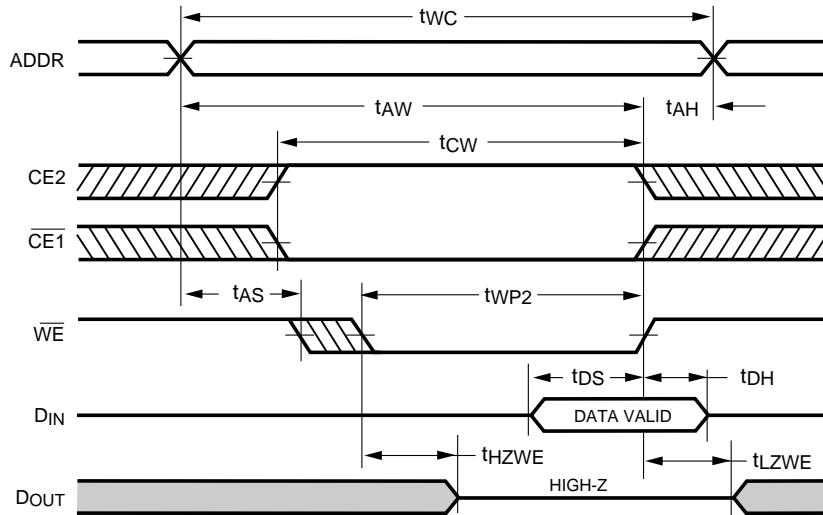 tWC
ADDR
tAW
tAH
tCW
CE2
CE1
tAS
tWP2
WE
tDS
tDH
DIN
DATA VALID
tHZWE
tLZWE
DOUT
HIGH-Z